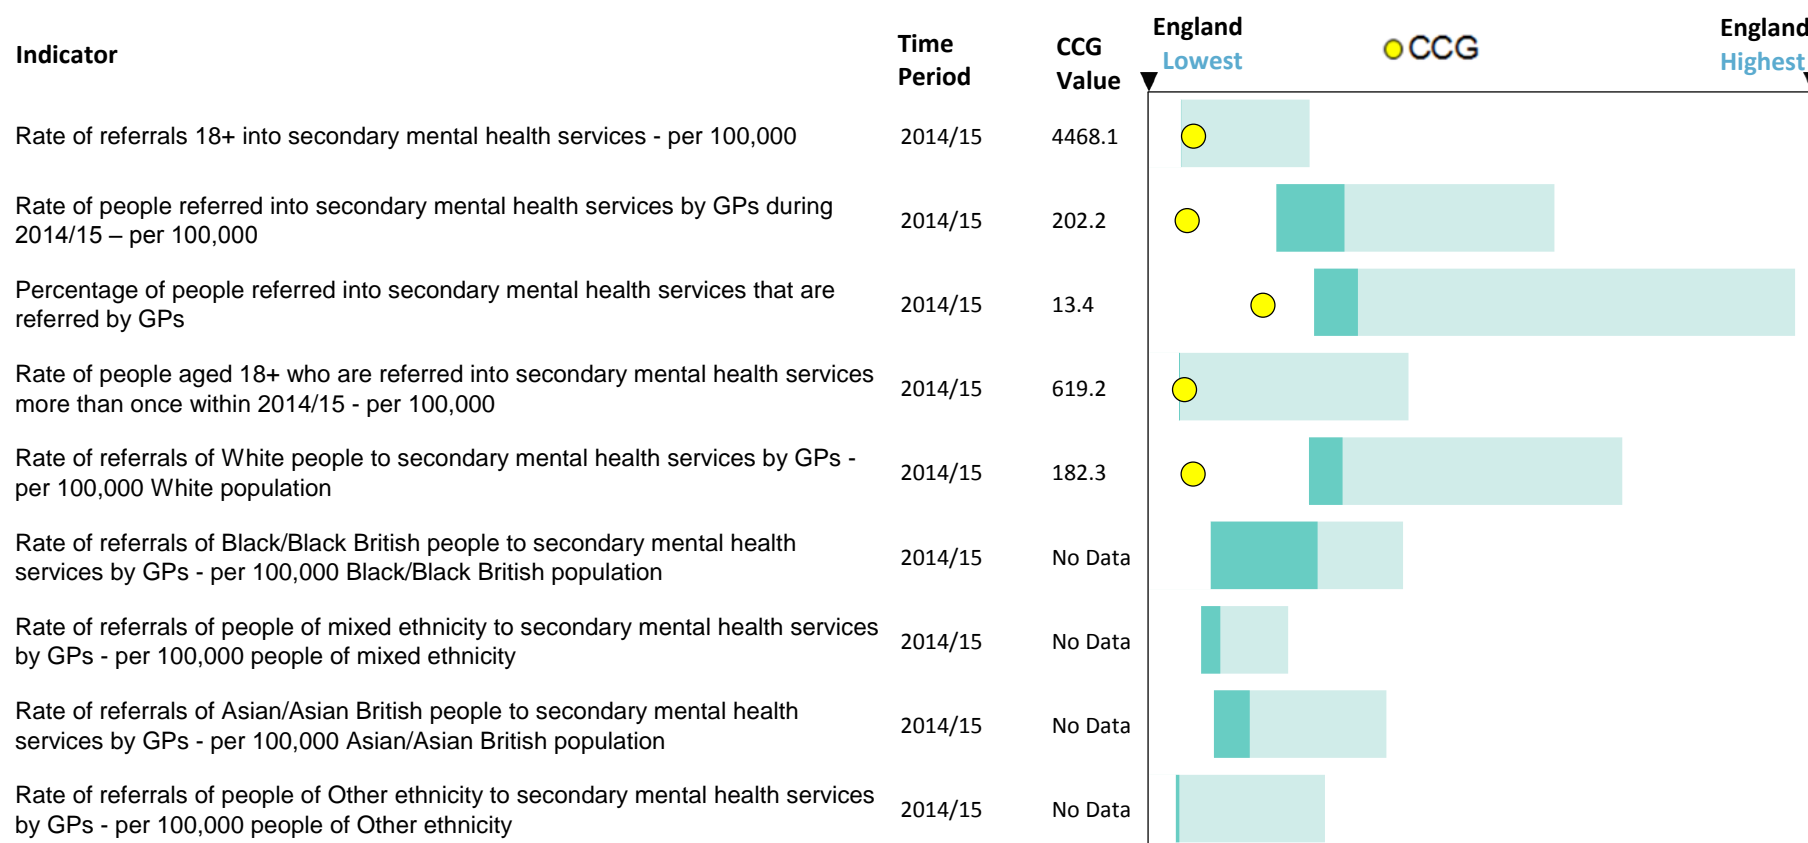 Indicator
Time
Period
CCG
Value
England
Lowest
CCG
England
Highest
Rate of referrals 18+ into secondary mental health services - per 100,000
2014/15
4468.1
Rate of people referred into secondary mental health services by GPs during
2014/15 – per 100,000
2014/15
202.2
Percentage of people referred into secondary mental health services that are
referred by GPs
2014/15
13.4
Rate of people aged 18+ who are referred into secondary mental health services
more than once within 2014/15 - per 100,000
2014/15
619.2
Rate of referrals of White people to secondary mental health services by GPs -
per 100,000 White population
2014/15
182.3
Rate of referrals of Black/Black British people to secondary mental health
services by GPs - per 100,000 Black/Black British population
2014/15
No Data
Rate of referrals of people of mixed ethnicity to secondary mental health services
by GPs - per 100,000 people of mixed ethnicity
2014/15
No Data
Rate of referrals of Asian/Asian British people to secondary mental health
services by GPs - per 100,000 Asian/Asian British population
2014/15
No Data
Rate of referrals of people of Other ethnicity to secondary mental health services
by GPs - per 100,000 people of Other ethnicity
2014/15
No Data